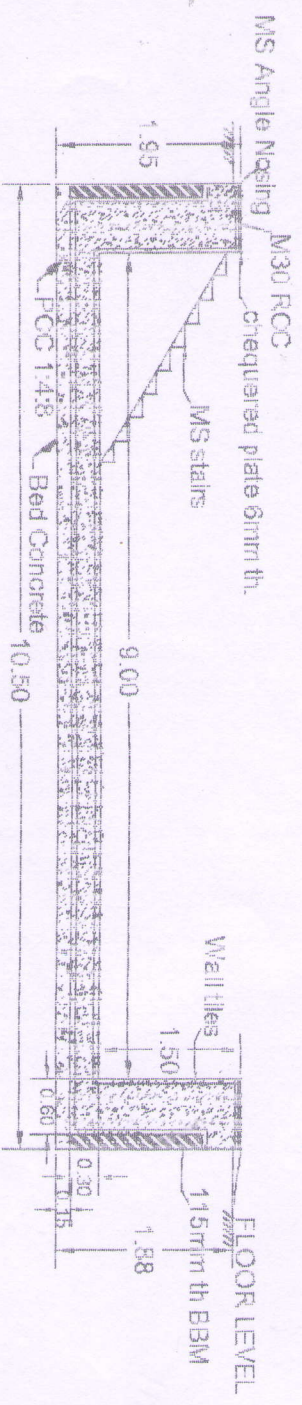 MS Angle Nosing
M30 RCC
chequered plate 6mm th.
MS stairs
1.95
PCC 1:4:8
Bed Concrete
9.00
10.50
Wall tiles
1.50
FLOOR LEVEL
115mm th BBM
0.60
0.30
0.15
1.88